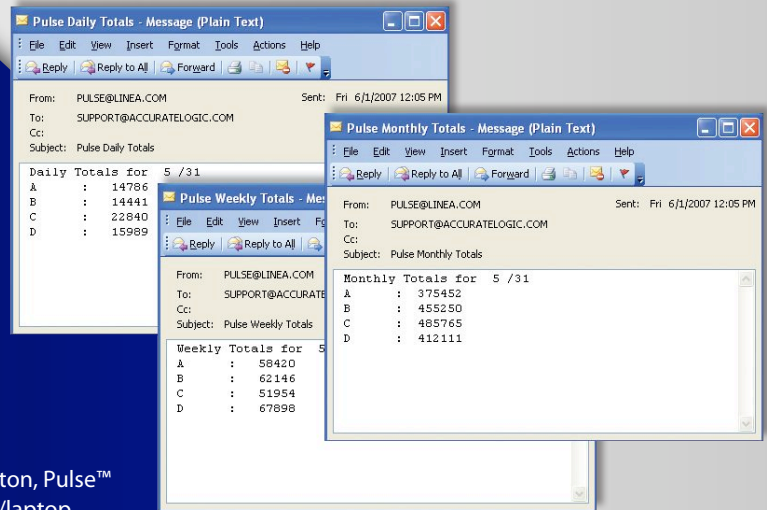 Pulse Daily Totals - Message (Plain Text)
File Edit View Insert Format Tools Actions Help
Reply Reply to All Forward
From: PULSE@LINEA.COM Sent: Fri 6/1/2007 12:05 PM
To: SUPPORT@ACCURATELOGIC.COM
Cc:
Subject: Pulse Daily Totals
Daily Totals for 5 /31
A : 14786
B : 14441
C : 22840
D : 15989
Pulse Weekly Totals - Mes
File Edit View Insert Fo
Reply Reply to All
From: PULSE@LINEA.COM
To: SUPPORT@ACCURATE
Cc:
Subject: Pulse Weekly Totals
Weekly Totals for 5
A : 58420
B : 62146
C : 51954
D : 67898
Pulse Monthly Totals - Message (Plain Text)
File Edit View Insert Format Tools Actions Help
Reply Reply to All Forward
From: PULSE@LINEA.COM Sent: Fri 6/1/2007 12:05 PM
To: SUPPORT@ACCURATELOGIC.COM
Cc:
Subject: Pulse Monthly Totals
Monthly Totals for 5 /31
A : 375452
B : 455250
C : 485765
D : 412111
ton, Pulse™
/laptop